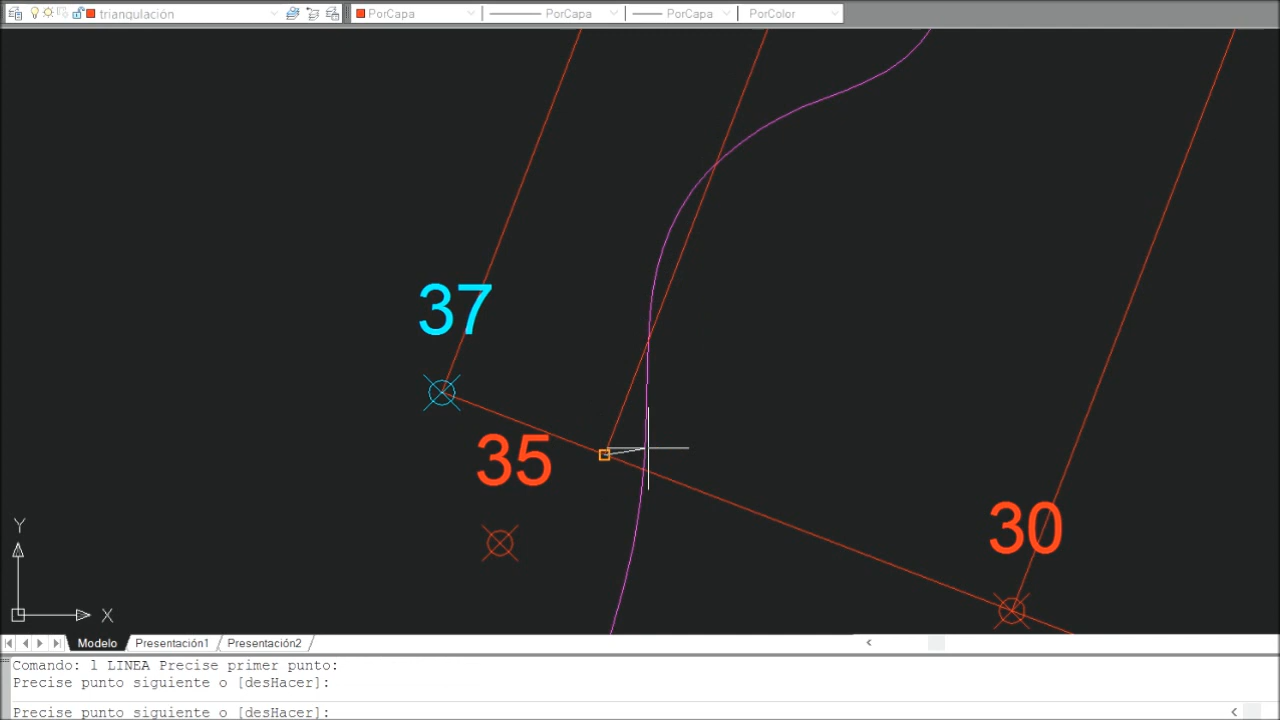 triangulación PorCapa PorCapa PorCapa PorColor
37
35
30
Y
X
Modelo Presentación1 Presentación2
Comando: l LINEA Precise primer punto:
Precise punto siguiente o [desHacer]:
Precise punto siguiente o [desHacer]: